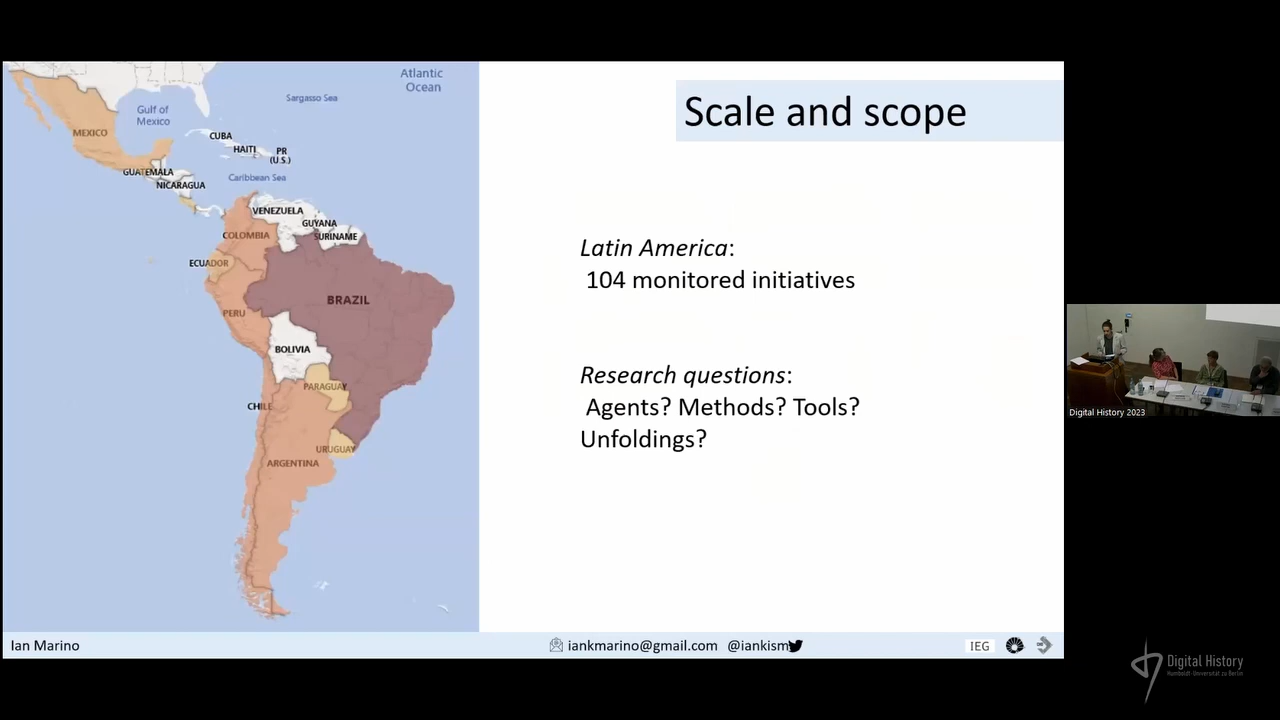 Atlantic
Ocean
Sargasso Sea
Gulf of
Mexico
MEXICO
CUBA
HAITI
PR
(U.S.)
GUATEMALA
Caribbean Sea
NICARAGUA
VENEZUELA
GUYANA
SURINAME
COLOMBIA
ECUADOR
BRAZIL
PERU
BOLIVIA
PARAGUAY
CHILE
URUGUAY
ARGENTINA
Scale and scope
Latin America:
104 monitored initiatives
Research questions:
Agents? Methods? Tools?
Unfoldings?
Ian Marino
iankmarino@gmail.com @iankism
IEG
Digital History 2023
Digital History
Humboldt-Universität zu Berlin